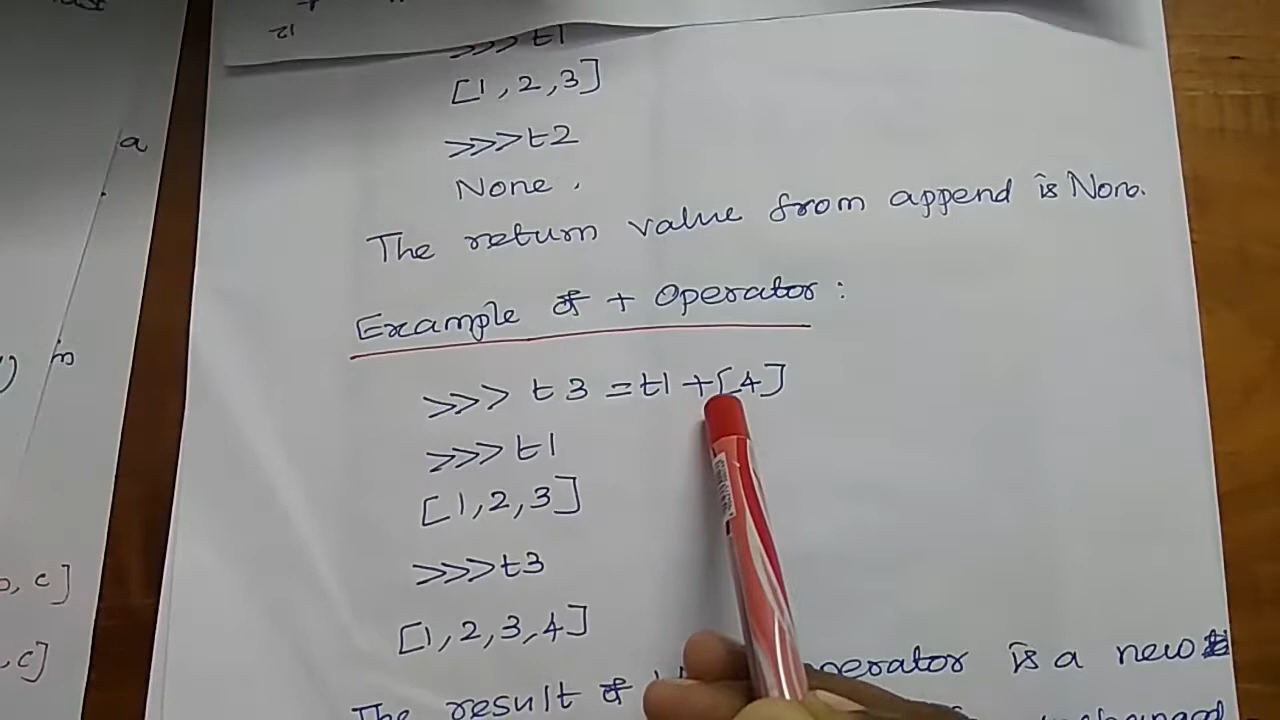 12
>>> t1
[1,2,3]
>>> t2
None.
The return value from append is None.
Example of + Operator:
>>> t3 = t1 + [4]
>>> t1
[1,2,3]
>>> t3
[1,2,3,4]
The result of operator is a new
a
m
b, c]
,c]